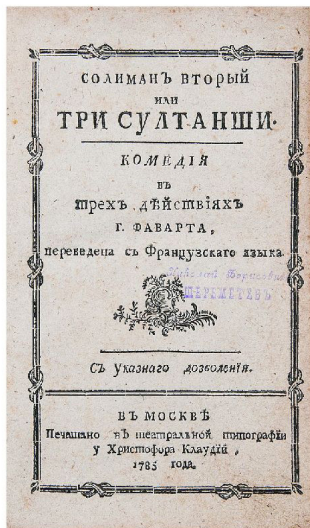 СОЛИМАНЪ ВТОРЫЙ
ИЛИ
ТРИ СУЛТАНШИ.
КОМЕДІЯ
ВЪ
трехъ дѣйствіяхъ
Г. ФАВАРТА,
переведена съ Французскаго языка
ШЕРЕМЕТЕВЪ
Съ указнаго дозволенія.
ВЪ МОСКВѢ
Печатано въ театральной типографіи
у Христофора Клаудій,
1785 года.